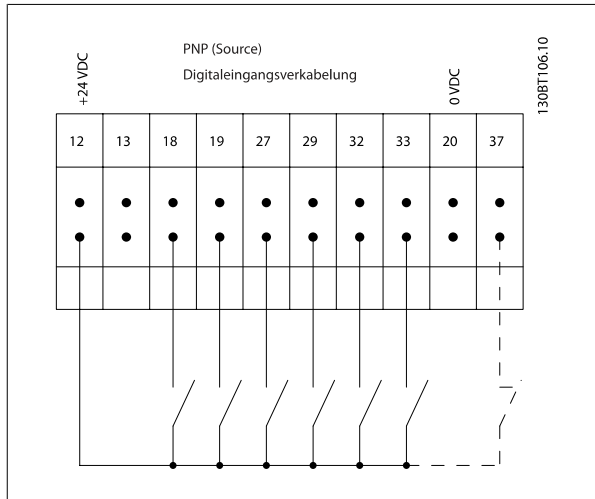 PNP (Source)
Digitaleingangsverkabelung
+24 VDC
0 VDC
130BT106.10
12 13 18 19 27 29 32 33 20 37